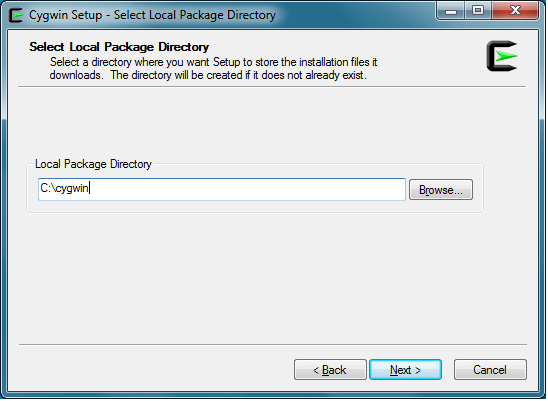 Cygwin Setup - Select Local Package Directory
Select Local Package Directory
Select a directory where you want Setup to store the installation files it
downloads.  The directory will be created if it does not already exist.
Local Package Directory
C:\cygwin
Browse...
< Back
Next >
Cancel